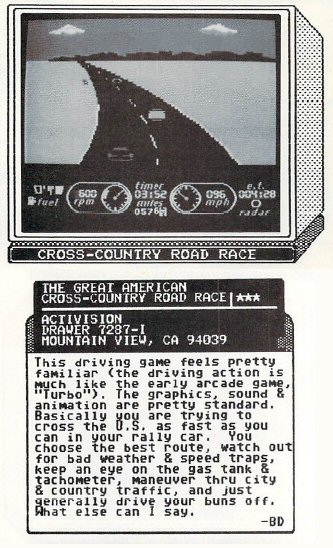 timer
fuel
600
rpm
03:52
miles
0576
096
mph
e.t.
004:28
radar
CROSS-COUNTRY ROAD RACE
THE GREAT AMERICAN
CROSS-COUNTRY ROAD RACE ★★★
ACTIVISION
DRAWER 7287-I
MOUNTAIN VIEW, CA 94039
This driving game feels pretty
familiar (the driving action is
much like the early arcade game,
"Turbo"). The graphics, sound &
animation are pretty standard.
Basically you are trying to
cross the U.S. as fast as you
can in your rally car. You
choose the best route, watch out
for bad weather & speed traps,
keep an eye on the gas tank &
tachometer, maneuver thru city
& country traffic, and just
generally drive your buns off.
What else can I say.
-BD